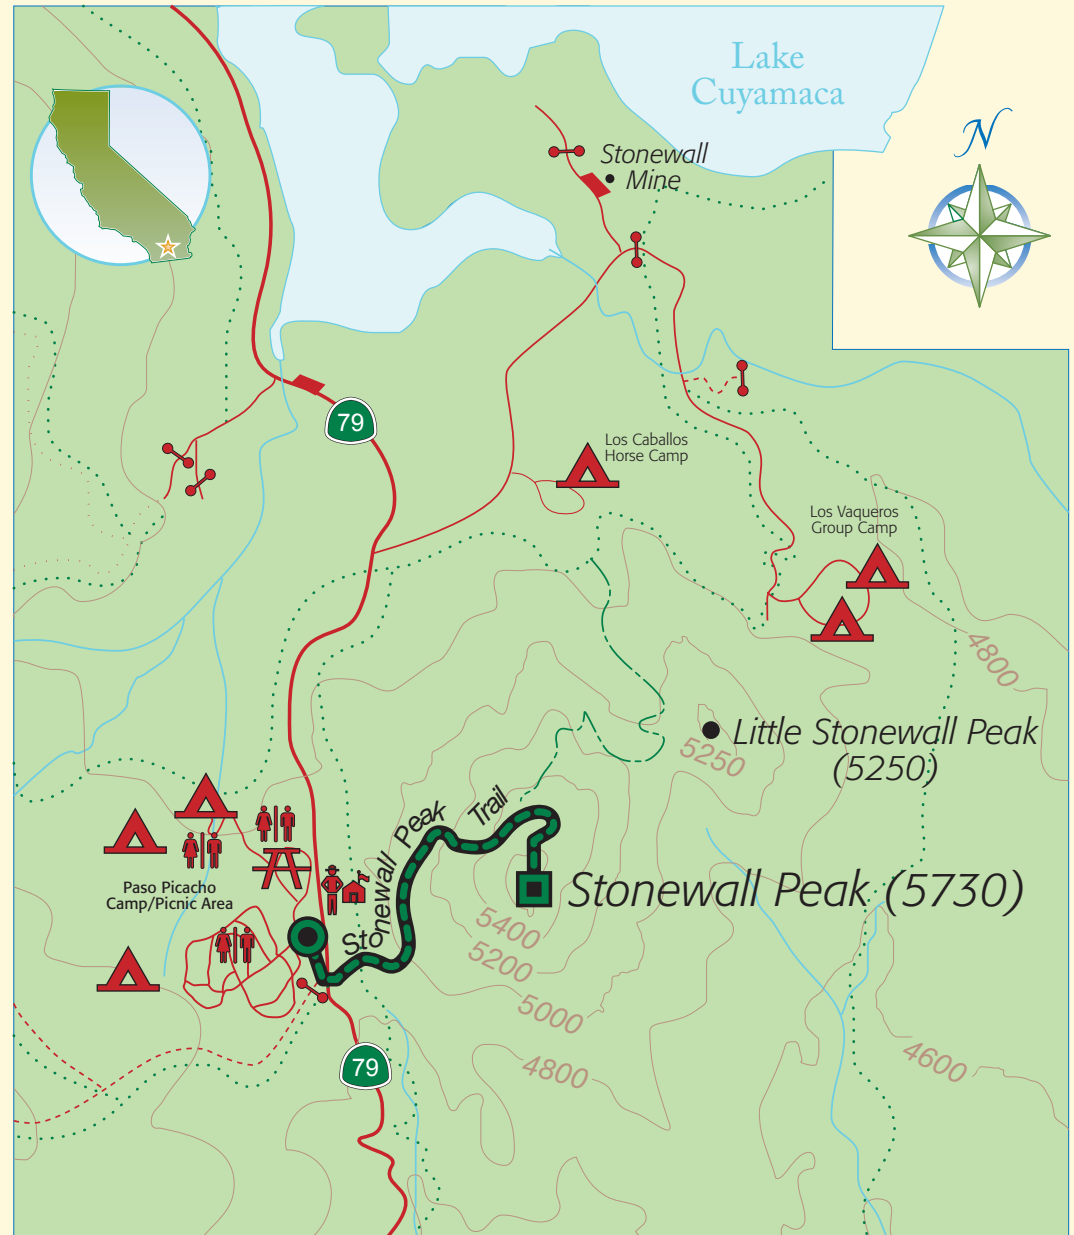 Lake
Cuyamaca
N
Stonewall
Mine
79
Los Caballos
Horse Camp
Los Vaqueros
Group Camp
4800
Little Stonewall Peak
(5250)
5250
Stonewall Peak Trail
Stonewall Peak (5730)
Paso Picacho
Camp/Picnic Area
5400
5200
5000
4800
4600
79